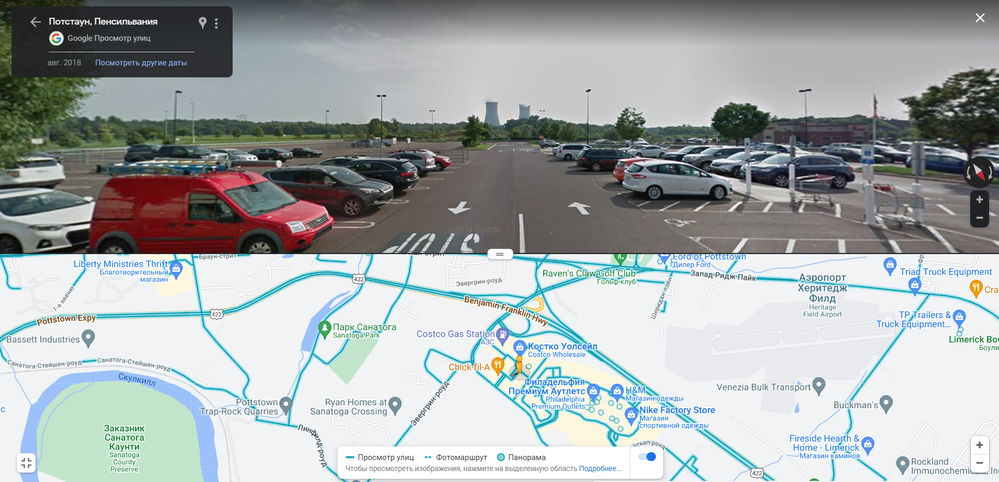 Потстаун, Пенсильвания
Google Просмотр улиц
авг. 2018
Посмотреть другие даты
STOP
Браун-стрит
Liberty Ministries Thrift
Благотворительный
магазин
1-я авеню
422
Эвергрин-роуд
Raven's Claw Golf Club
Гольф-клуб
Ford of Pottstown
Дилер Ford
Запад Ридж Пайк
Аэропорт
Херитедж
Филд
Heritage
Field Airport
Triad Truck Equipment
Cra
Шеридан-лэйн
Benjamin Franklin Hwy
Pottstown Expy
422
TP Trailers &
Truck Equipment...
Парк Санатога
Sanatoga Park
Costco Gas Station
АЗС
Bassett Industries
Limerick Bow
Боули
Костко Уолсейл
Costco Wholesale
Санатога-Стейшен-роуд
Санатога-Стейшен-роуд
Chick-fil-A
Скулкилл
Филадельфия
Премиум Аутлетс
Philadelphia
Premium Outlets
H&M
Магазин одежды
Venezia Bulk Transport
Pottstown
Trap-Rock Quarries
Ryan Homes at
Sanatoga Crossing
Эвергрин-роуд
Buckman's
Nike Factory Store
Магазин
спортивной одежды
Заказник
Санатога
Каунти
Sanatoga
County
Preserve
Линфилд-роуд
Fireside Hearth &
Home - Limerick
Магазин каминов
Rockland
Immunochemicals, In
422
Просмотр улиц
Фотомаршрут
Панорама
Чтобы просмотреть изображения, нажмите на выделенную область Подробнее...